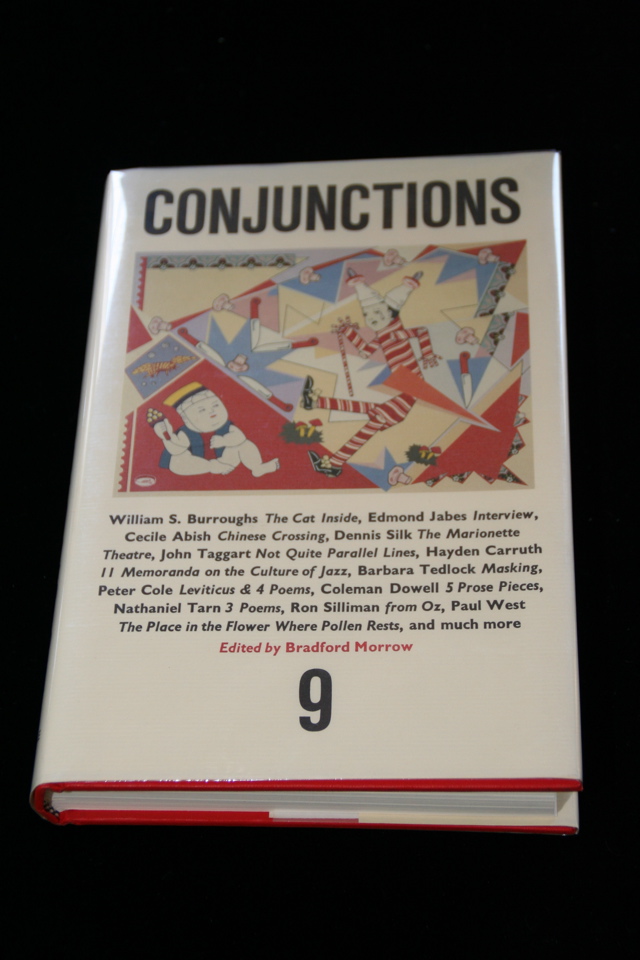 CONJUNCTIONS
William S. Burroughs The Cat Inside, Edmond Jabes Interview,
Cecile Abish Chinese Crossing, Dennis Silk The Marionette
Theatre, John Taggart Not Quite Parallel Lines, Hayden Carruth
11 Memoranda on the Culture of Jazz, Barbara Tedlock Masking,
Peter Cole Leviticus & 4 Poems, Coleman Dowell 5 Prose Pieces,
Nathaniel Tarn 3 Poems, Ron Silliman from Oz, Paul West
The Place in the Flower Where Pollen Rests, and much more
Edited by Bradford Morrow
9